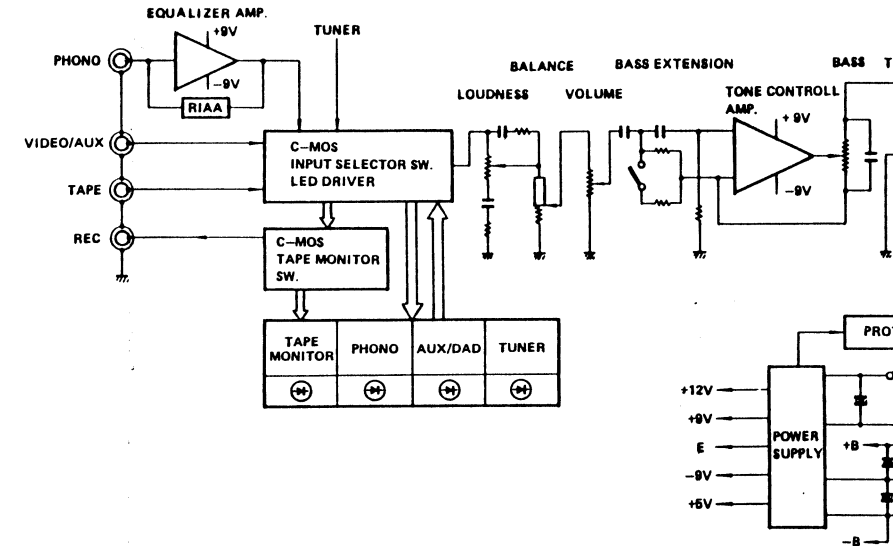 EQUALIZER AMP.
+9V
TUNER
PHONO
-9V
RIAA
BALANCE
BASS EXTENSION
BASS T
LOUDNESS
VOLUME
TONE CONTROLL
AMP.
+9V
-9V
VIDEO/AUX
C-MOS
INPUT SELECTOR SW.
LED DRIVER
TAPE
REC
C-MOS
TAPE MONITOR
SW.
TAPE
MONITOR
PHONO
AUX/DAD
TUNER
PROT
+12V
+9V
E
-9V
+5V
POWER
SUPPLY
+B
-B